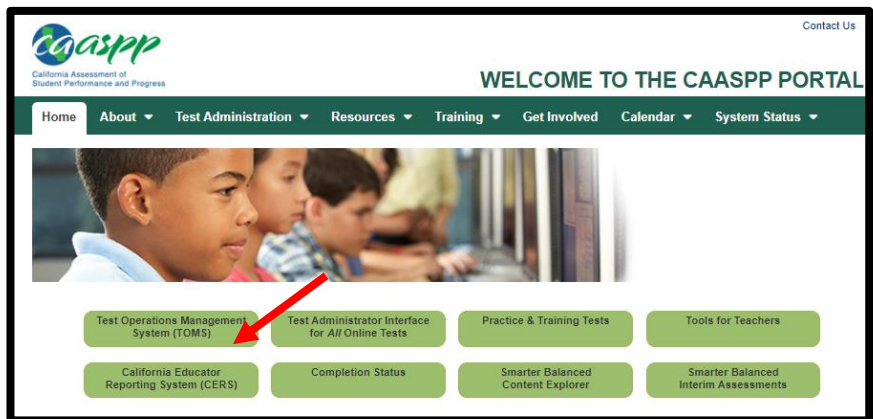 Contact Us
caaspp
California Assessment of
Student Performance and Progress
WELCOME TO THE CAASPP PORTAL
Home About Test Administration Resources Training Get Involved Calendar System Status
Test Operations Management
System (TOMS)
Test Administrator Interface
for All Online Tests
Practice & Training Tests
Tools for Teachers
California Educator
Reporting System (CERS)
Completion Status
Smarter Balanced
Content Explorer
Smarter Balanced
Interim Assessments